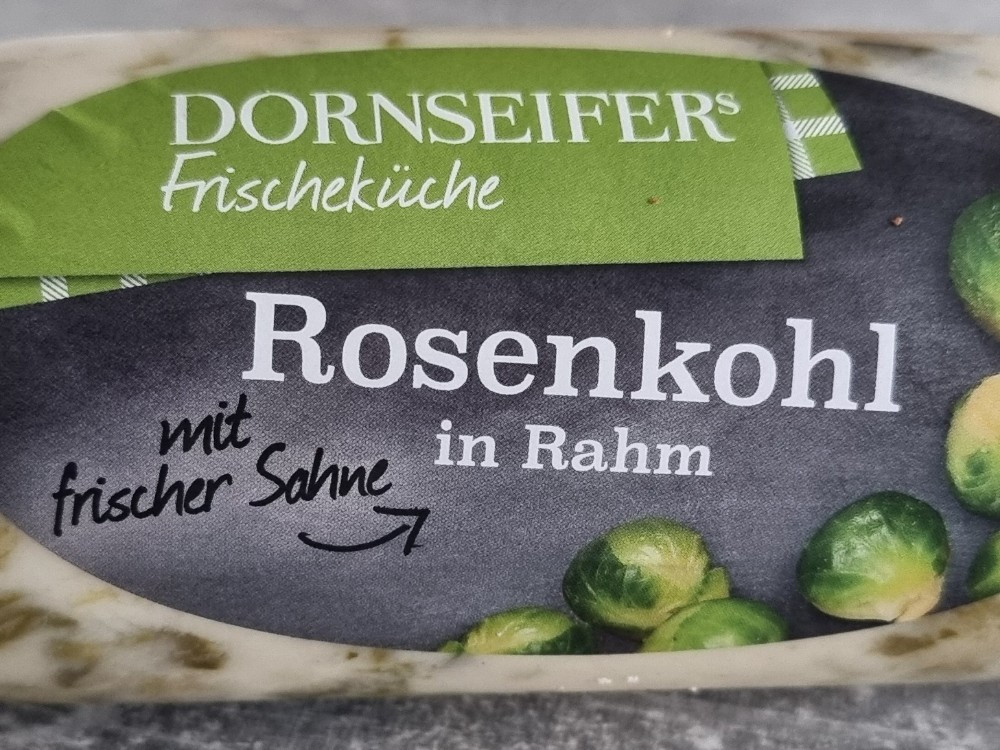 DORNSEIFERs
Frischeküche
Rosenkohl
in Rahm
mit
frischer Sahne